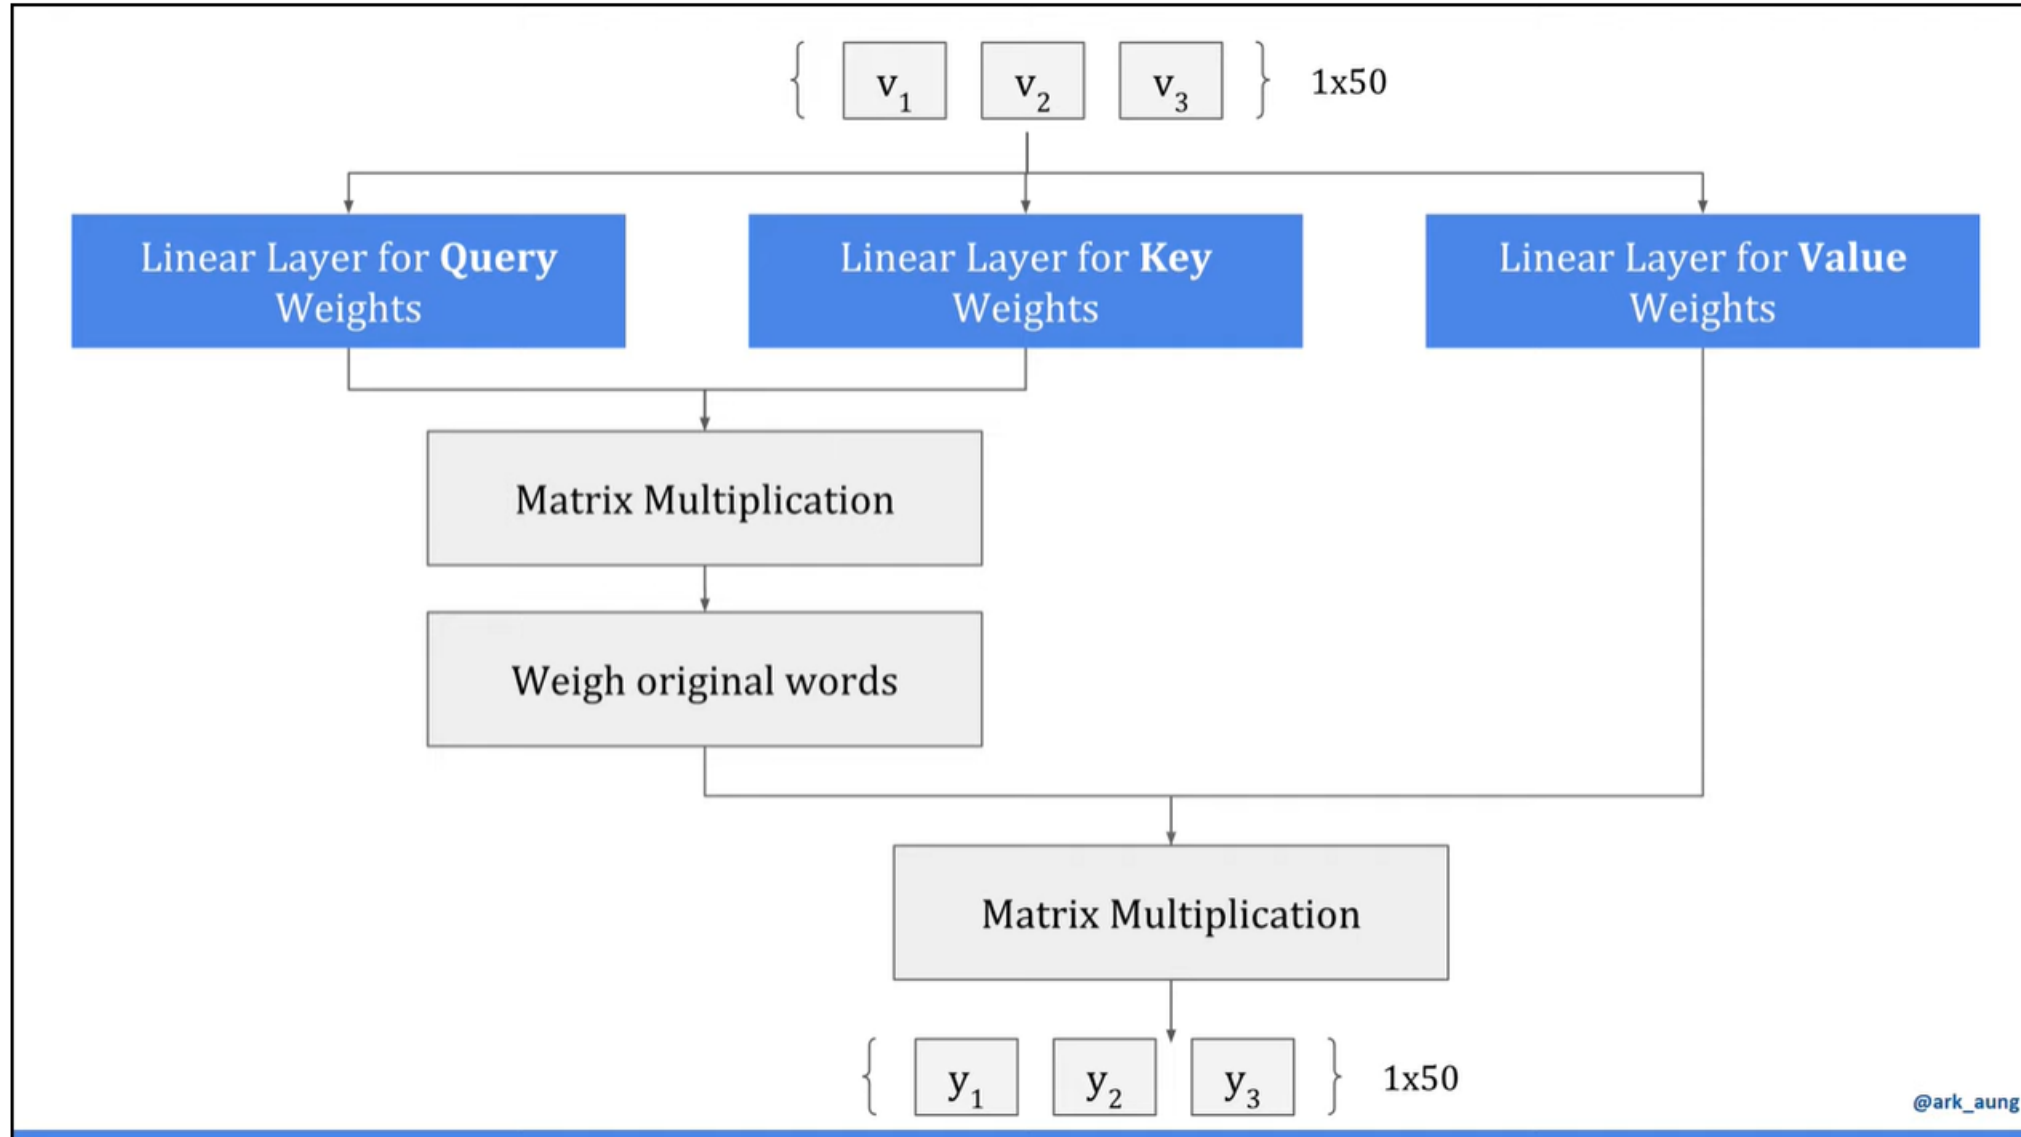 { v₁ v₂ v₃ } 1x50
Linear Layer for Query
Weights
Linear Layer for Key
Weights
Linear Layer for Value
Weights
Matrix Multiplication
Weigh original words
Matrix Multiplication
{ y₁ y₂ y₃ } 1x50
@ark_aung